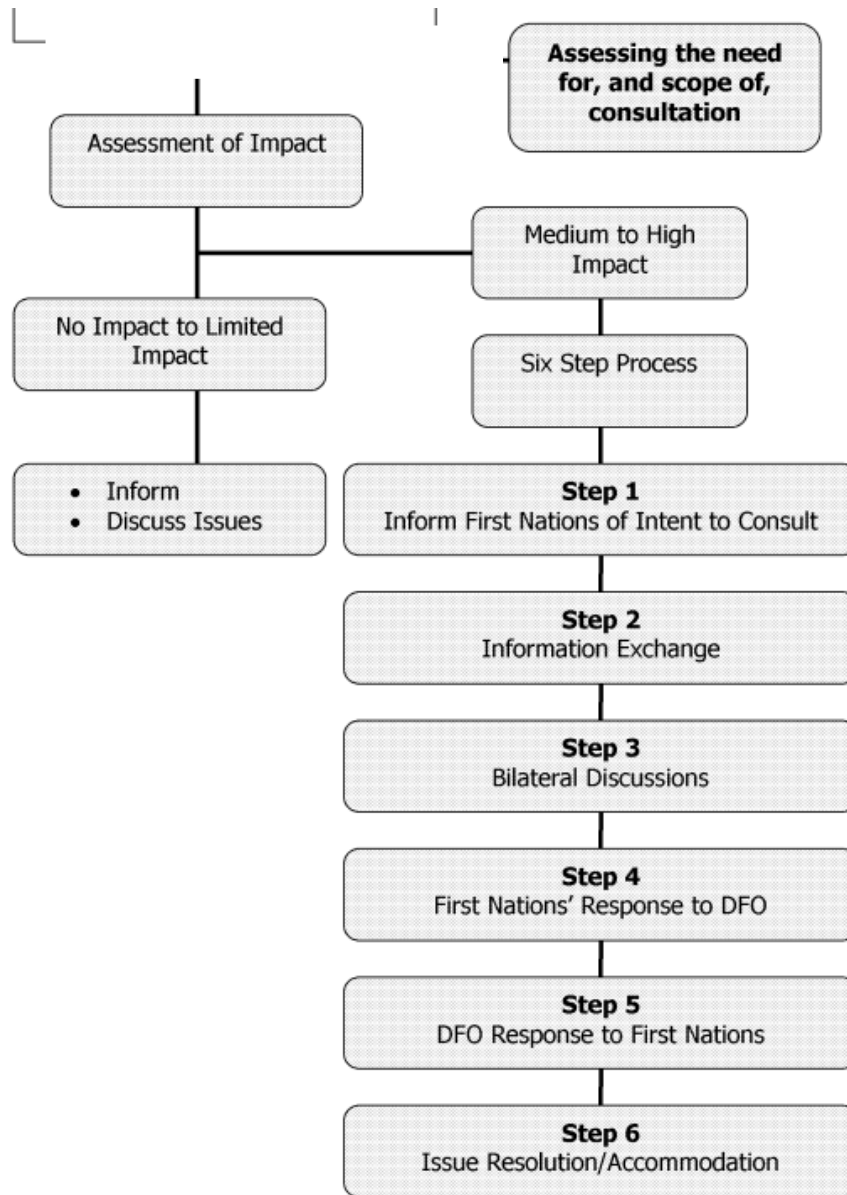 Assessing the need
for, and scope of,
consultation
Assessment of Impact
Medium to High
Impact
No Impact to Limited
Impact
Six Step Process
• Inform
• Discuss Issues
Step 1
Inform First Nations of Intent to Consult
Step 2
Information Exchange
Step 3
Bilateral Discussions
Step 4
First Nations’ Response to DFO
Step 5
DFO Response to First Nations
Step 6
Issue Resolution/Accommodation